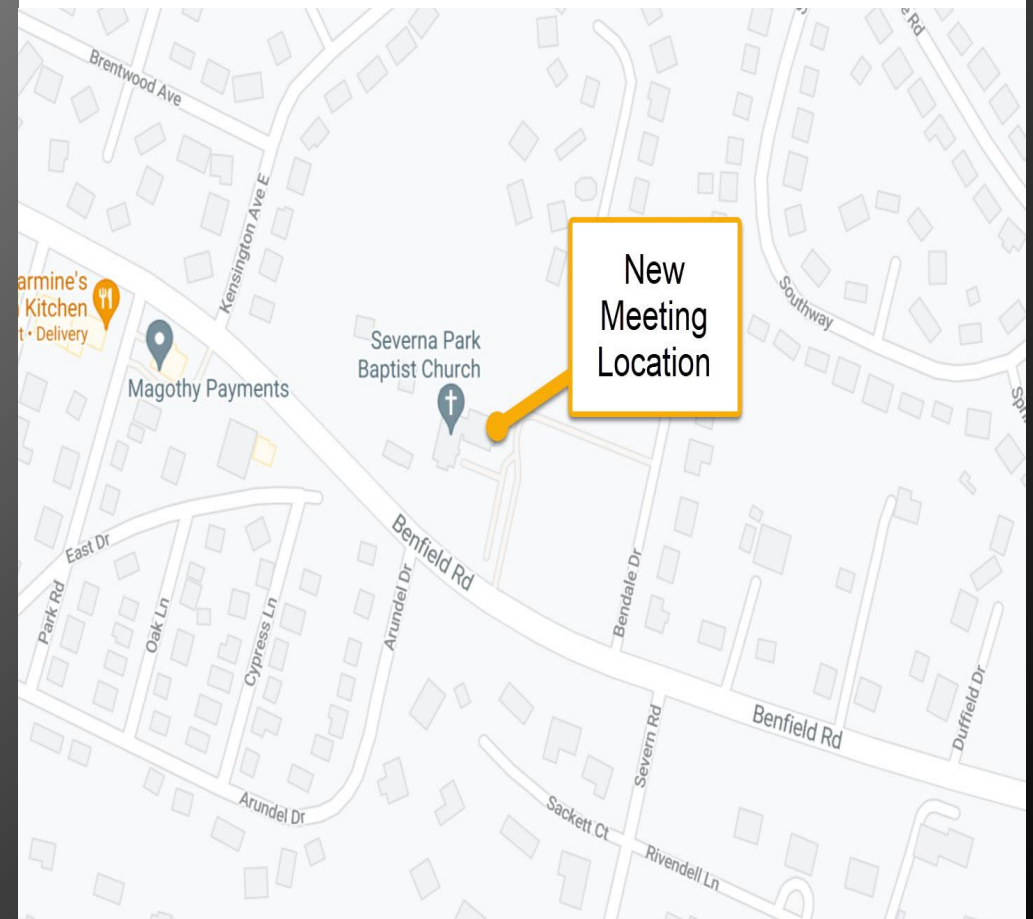 e Rd
Brentwood Ave
Kensington Ave E
New
Meeting
Location
Southway
armine's
Kitchen
t • Delivery
Severna Park
Baptist Church
Magothy Payments
Benfield Rd
East Dr
Park Rd
Oak Ln
Cypress Ln
Arundel Dr
Bendale Dr
Severn Rd
Benfield Rd
Duffield Dr
Arundel Dr
Sackett Ct
Rivendell Ln